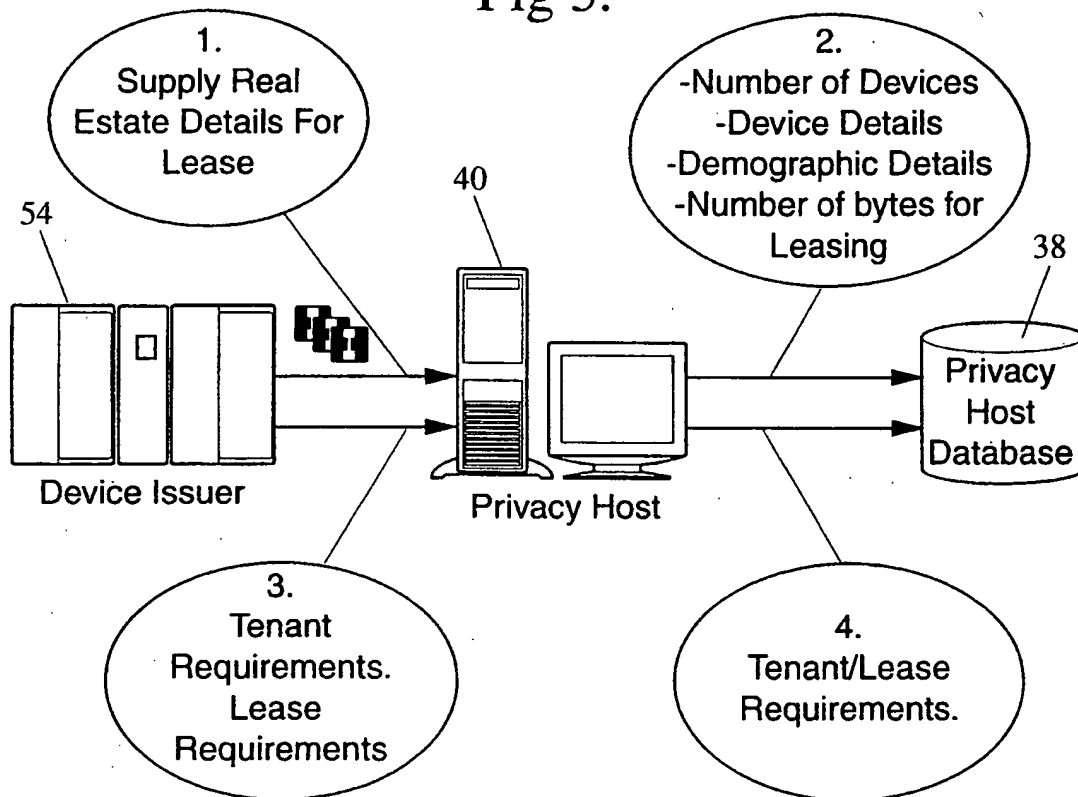 Fig 5.
1.
Supply Real
Estate Details For
Lease
2.
-Number of Devices
-Device Details
-Demographic Details
-Number of bytes for
Leasing
54
40
38
Device Issuer
Privacy Host
Privacy
Host
Database
3.
Tenant
Requirements.
Lease
Requirements
4.
Tenant/Lease
Requirements.